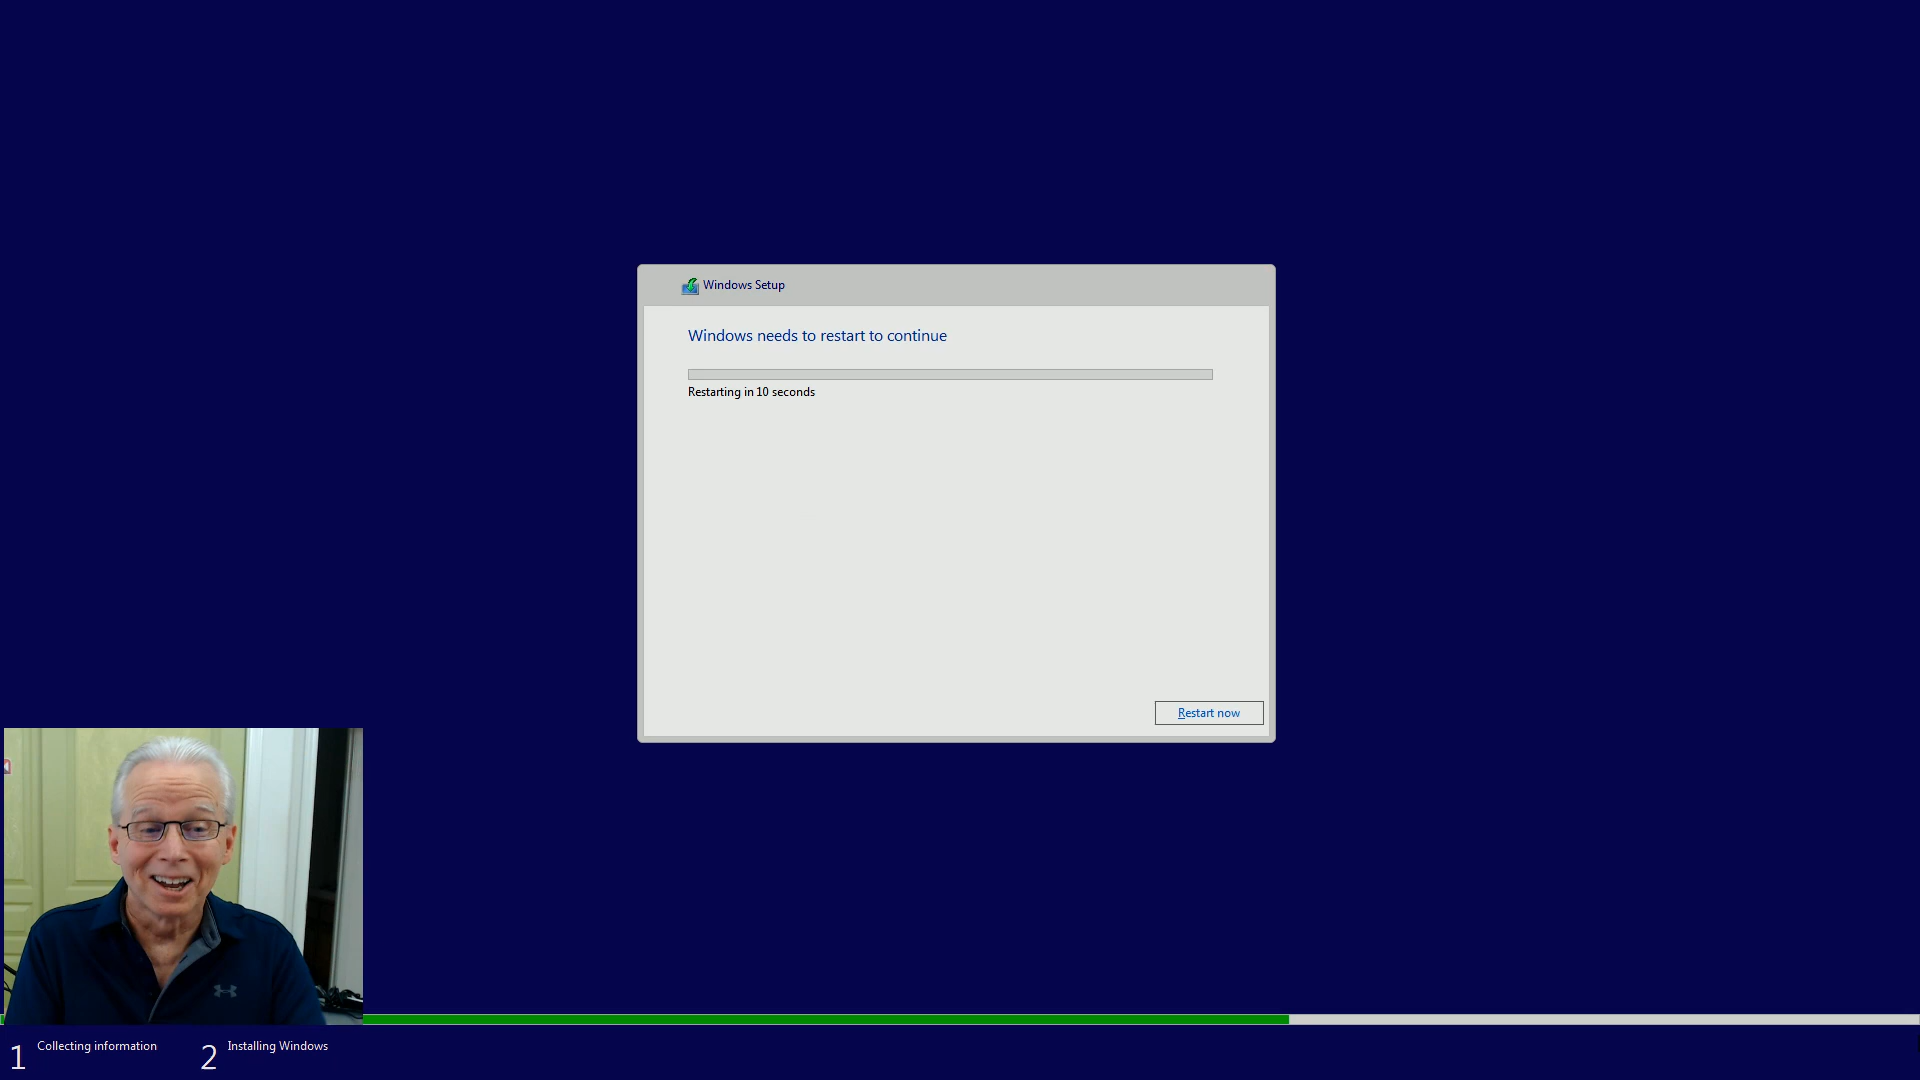 Windows Setup
Windows needs to restart to continue
Restarting in 10 seconds
Restart now
1 Collecting information
2 Installing Windows